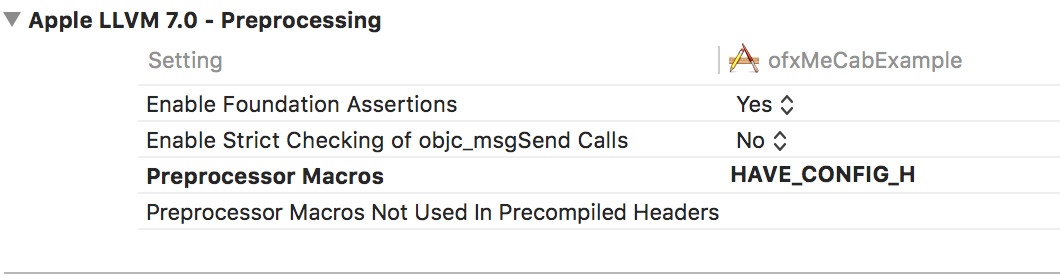 Apple LLVM 7.0 - Preprocessing
Setting ofxMeCabExample
Enable Foundation Assertions Yes
Enable Strict Checking of objc_msgSend Calls No
Preprocessor Macros HAVE_CONFIG_H
Preprocessor Macros Not Used In Precompiled Headers